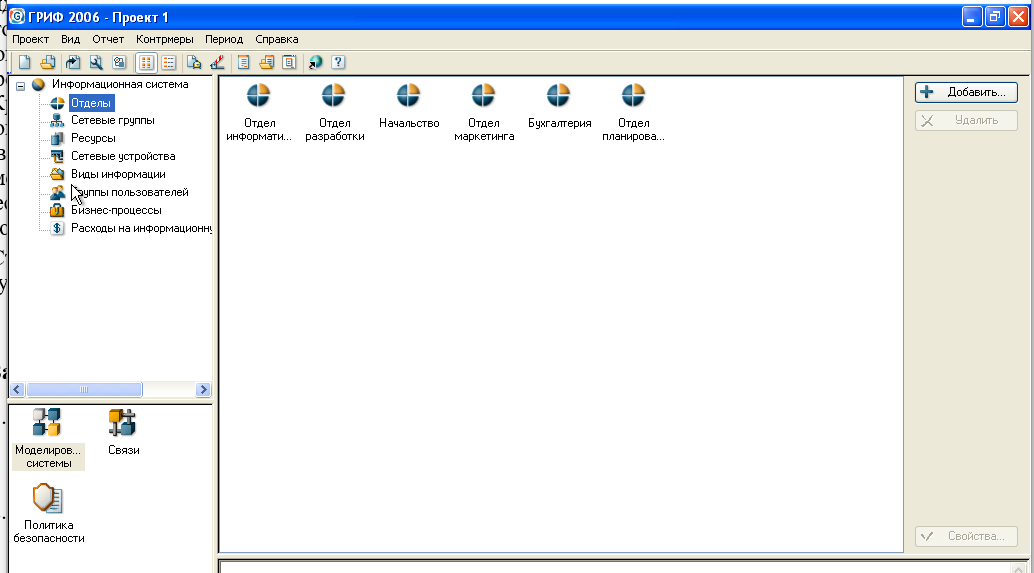 ГРИФ 2006 - Проект 1
Проект Вид Отчет Контрмеры Период Справка
Информационная система
Отделы
Сетевые группы
Ресурсы
Сетевые устройства
Виды информации
уппы пользователей
Бизнес-процессы
Расходы на информационну
Моделиров...
системы
Связи
Политика
безопасности
Отдел
информати...
Отдел
разработки
Начальство
Отдел
маркетинга
Бухгалтерия
Отдел
планирова...
Добавить...
Удалить
Свойства...